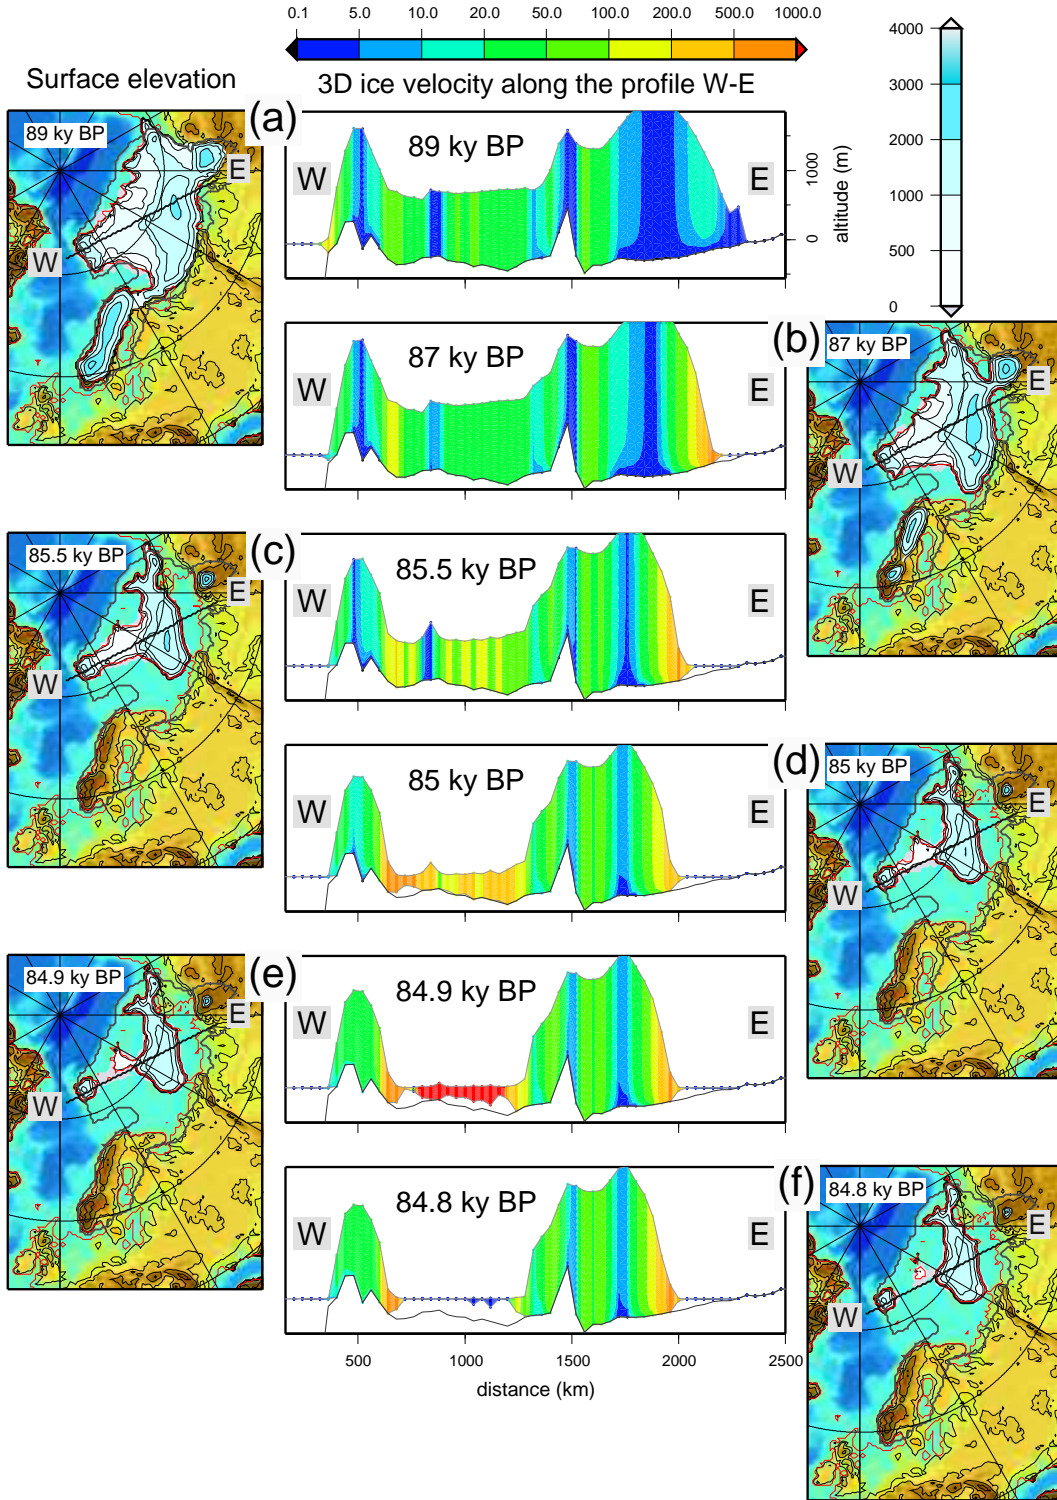 0.1 5.0 10.0 20.0 50.0 100.0 200.0 500.0 1000.0
Surface elevation
3D ice velocity along the profile W-E
4000
3000
2000
1000
500
0
(a)
89 ky BP
E
W
89 ky BP
W
E
1000
0
altitude (m)
87 ky BP
W
E
(b)
87 ky BP
E
W
(c)
85.5 ky BP
E
W
85.5 ky BP
W
E
85 ky BP
W
E
(d)
85 ky BP
E
W
(e)
84.9 ky BP
E
W
84.9 ky BP
W
E
84.8 ky BP
W
E
(f)
84.8 ky BP
E
W
500 1000 1500 2000 2500
distance (km)